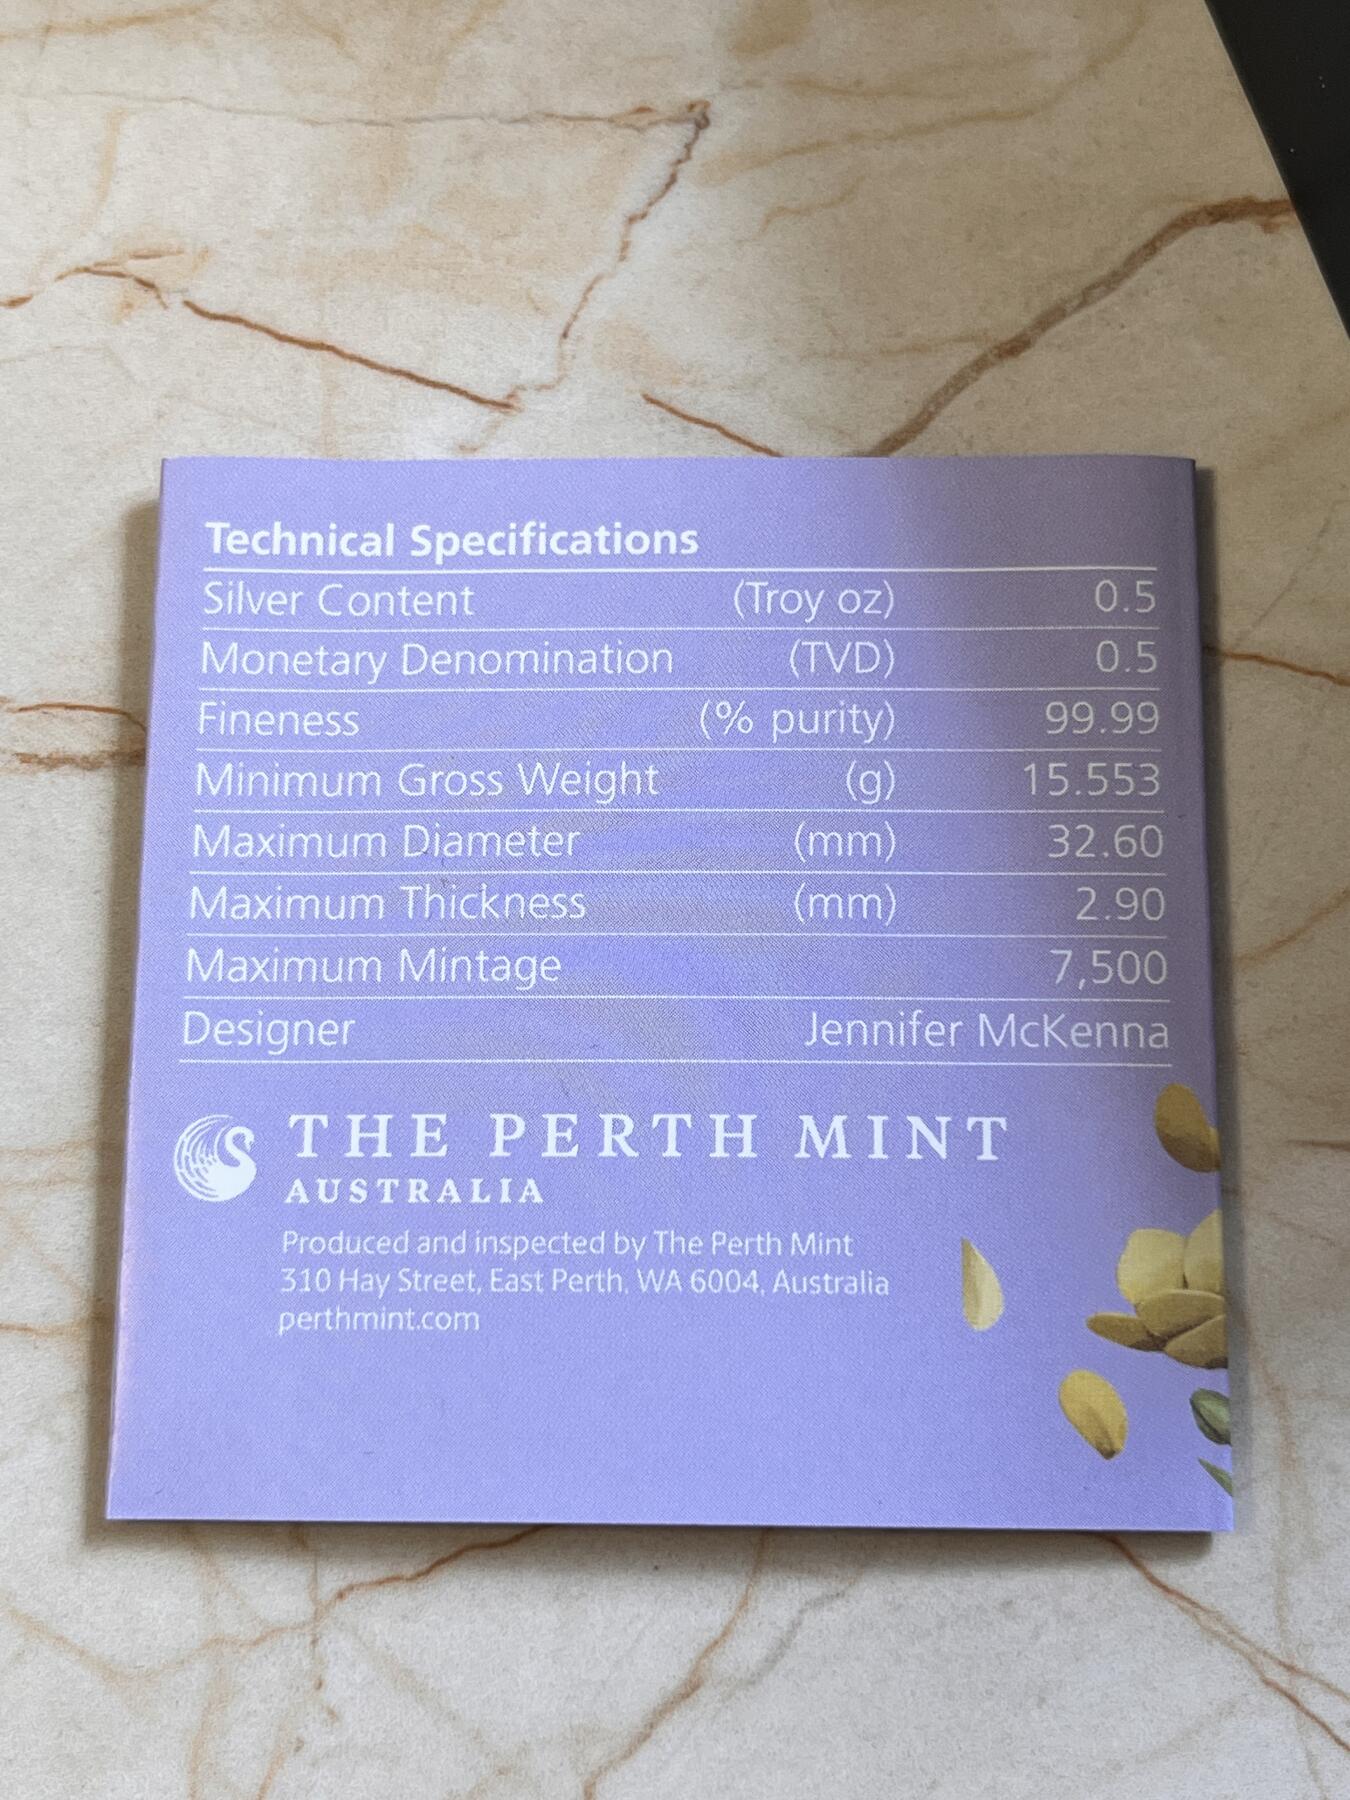 Technical Specifications
Silver Content (Troy oz) 0.5
Monetary Denomination (TVD) 0.5
Fineness (% purity) 99.99
Minimum Gross Weight (g) 15.553
Maximum Diameter (mm) 32.60
Maximum Thickness (mm) 2.90
Maximum Mintage 7,500
Designer Jennifer McKenna
THE PERTH MINT
AUSTRALIA
Produced and inspected by The Perth Mint
310 Hay Street, East Perth, WA 6004, Australia
perthmint.com